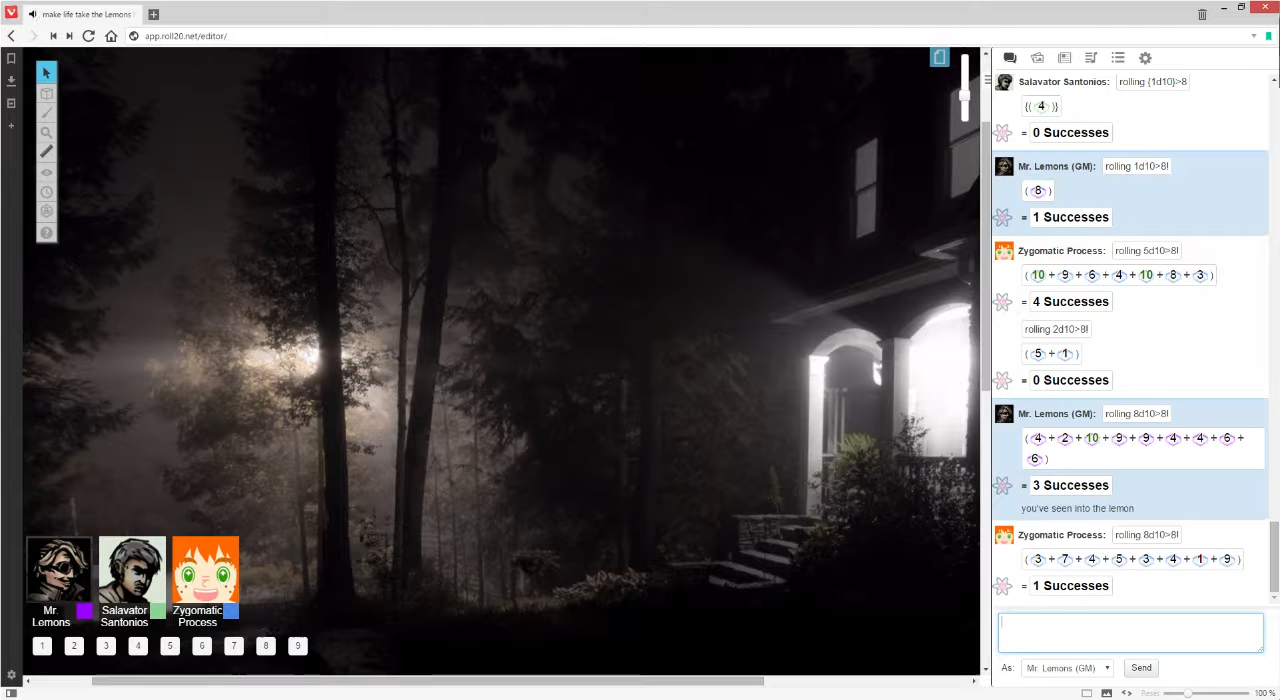 make life take the Lemons
app.roll20.net/editor/
Salavator Santonios: rolling {1d10}>8
{( 4 )}
= 0 Successes
Mr. Lemons (GM): rolling 1d10>8!
( 8 )
= 1 Successes
Zygomatic Process: rolling 5d10>8!
( 10 + 9 + 6 + 4 + 10 + 8 + 3 )
= 4 Successes
rolling 2d10>8!
( 5 + 1 )
= 0 Successes
Mr. Lemons (GM): rolling 8d10>8!
( 4 + 2 + 10 + 9 + 9 + 4 + 4 + 6 +
6 )
= 3 Successes
you've seen into the lemon
Zygomatic Process: rolling 8d10>8!
( 3 + 7 + 4 + 5 + 3 + 4 + 1 + 9 )
= 1 Successes
Mr. Lemons
Salavator Santonios
Zygomatic Process
1 2 3 4 5 6 7 8 9
As: Mr. Lemons (GM) Send
Reset 100 %